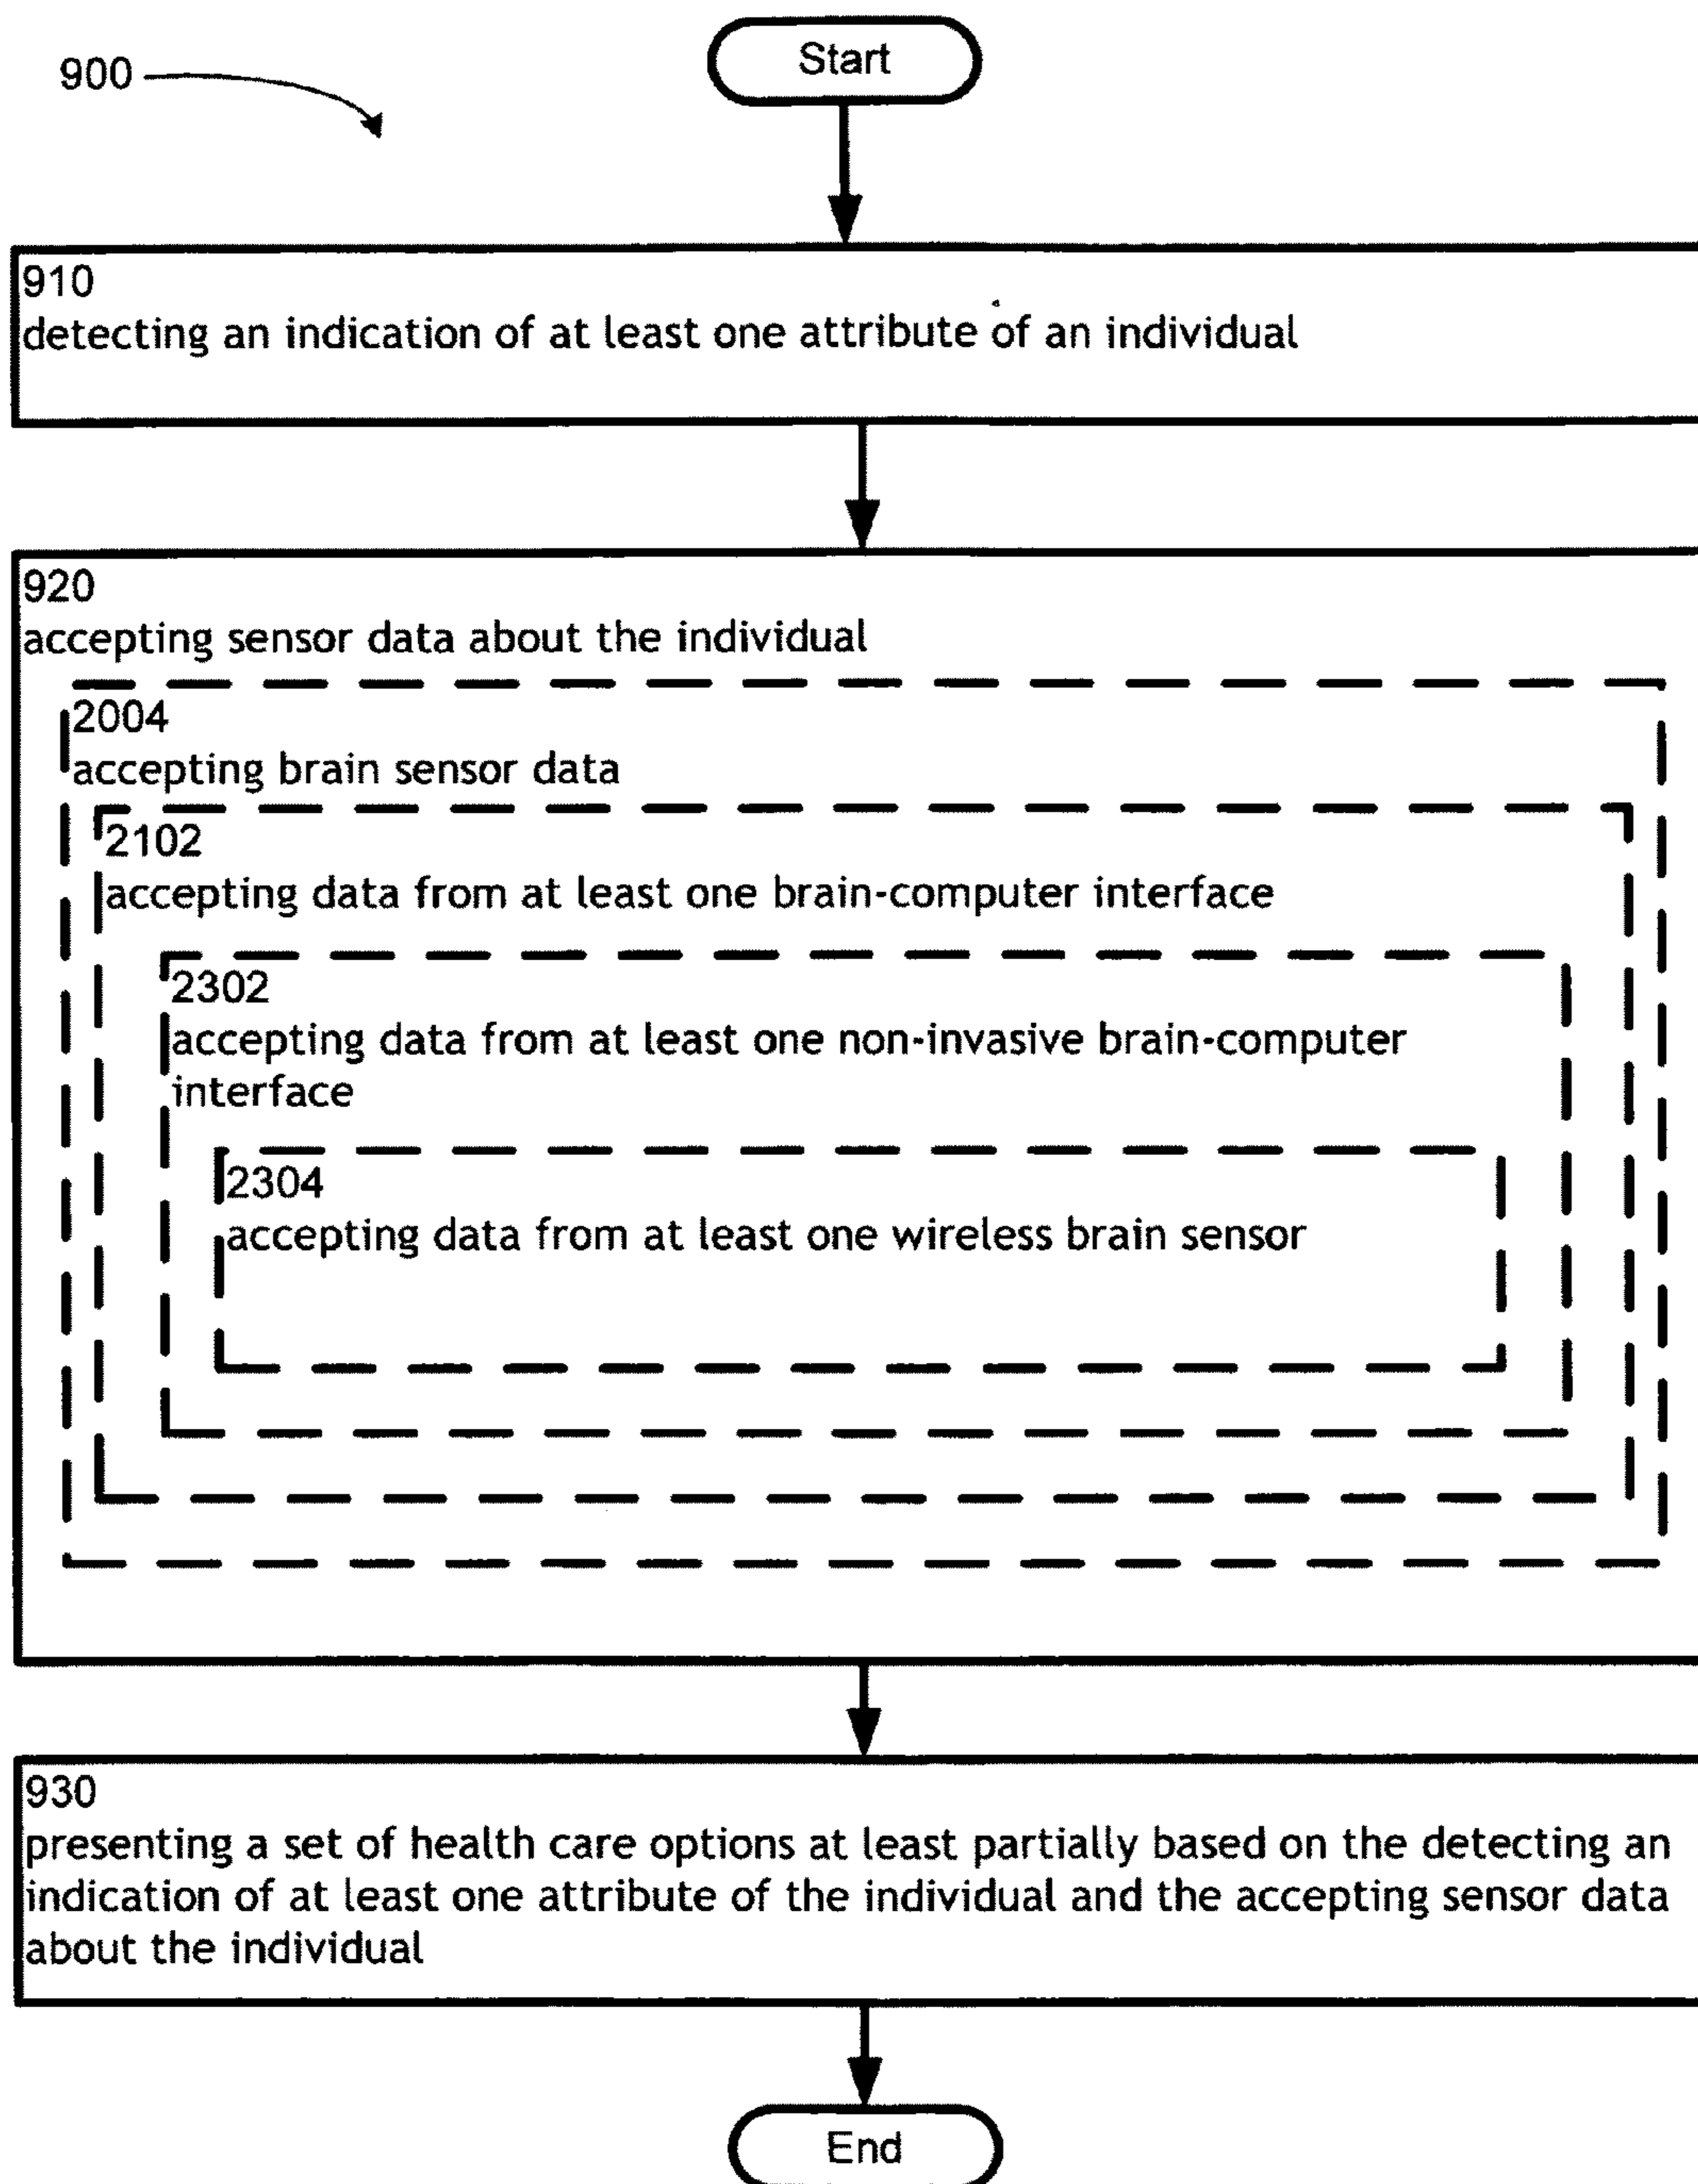 Start
900
910
detecting an indication of at least one attribute of an individual
920
accepting sensor data about the individual
2004
accepting brain sensor data
2102
accepting data from at least one brain-computer interface
2302
accepting data from at least one non-invasive brain-computer
interface
2304
accepting data from at least one wireless brain sensor
930
presenting a set of health care options at least partially based on the detecting an
indication of at least one attribute of the individual and the accepting sensor data
about the individual
End